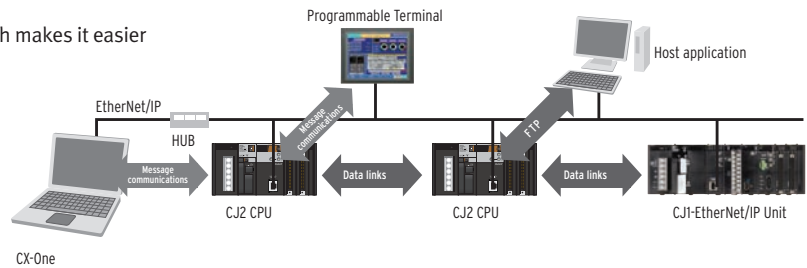 h makes it easier
Programmable Terminal
Host application
EtherNet/IP
HUB
Message
communications
FTP
Message
communications
Data links
Data links
CJ2 CPU
CJ2 CPU
CJ1-EtherNet/IP Unit
CX-One